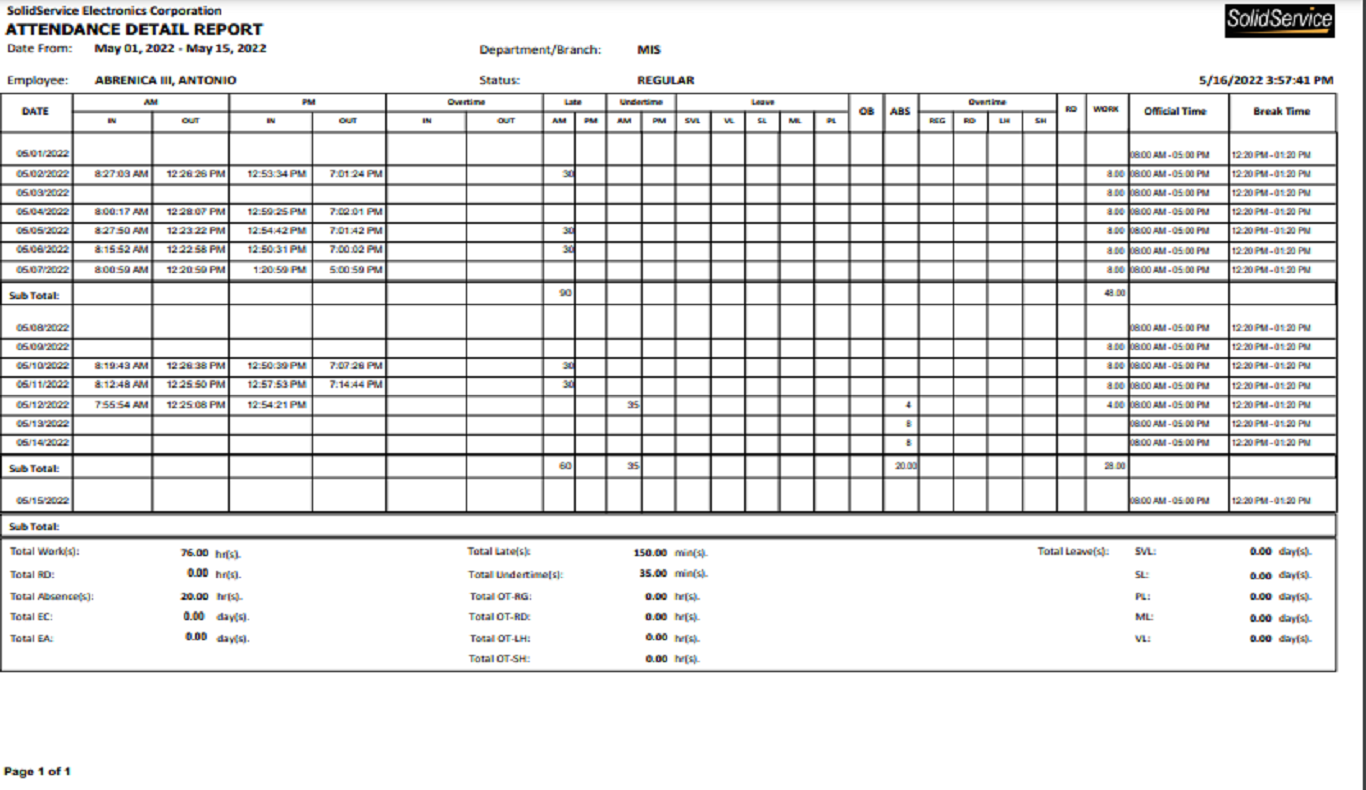 SolidService Electronics Corporation
SolidService
ATTENDANCE DETAIL REPORT
Date From: May 01, 2022 - May 15, 2022 Department/Branch: MIS
Employee: ABRENICA III, ANTONIO Status: REGULAR 5/16/2022 3:57:41 PM
DATE AM PM Overtime Late Undertime Leave OB ABS Overtime RD WORK Official Time Break Time
IN OUT IN OUT IN OUT AM PM AM PM SVL VL SL ML PL REG RD LH SH
05/01/2022 08:00 AM - 05:00 PM 12:20 PM - 01:20 PM
05/02/2022 8:27:03 AM 12:26:26 PM 12:53:34 PM 7:01:24 PM 30 8.00 08:00 AM - 05:00 PM 12:20 PM - 01:20 PM
05/03/2022 8.00 08:00 AM - 05:00 PM 12:20 PM - 01:20 PM
05/04/2022 8:00:17 AM 12:28:07 PM 12:59:25 PM 7:02:01 PM 8.00 08:00 AM - 05:00 PM 12:20 PM - 01:20 PM
05/05/2022 8:27:50 AM 12:23:22 PM 12:54:42 PM 7:01:42 PM 30 8.00 08:00 AM - 05:00 PM 12:20 PM - 01:20 PM
05/06/2022 8:15:52 AM 12:22:58 PM 12:50:31 PM 7:00:02 PM 30 8.00 08:00 AM - 05:00 PM 12:20 PM - 01:20 PM
05/07/2022 8:00:59 AM 12:20:59 PM 1:20:59 PM 5:00:59 PM 8.00 08:00 AM - 05:00 PM 12:20 PM - 01:20 PM
Sub Total: 90 48.00
05/08/2022 08:00 AM - 05:00 PM 12:20 PM - 01:20 PM
05/09/2022 8.00 08:00 AM - 05:00 PM 12:20 PM - 01:20 PM
05/10/2022 8:19:43 AM 12:26:38 PM 12:50:39 PM 7:07:26 PM 30 8.00 08:00 AM - 05:00 PM 12:20 PM - 01:20 PM
05/11/2022 8:12:48 AM 12:25:50 PM 12:57:53 PM 7:14:44 PM 30 8.00 08:00 AM - 05:00 PM 12:20 PM - 01:20 PM
05/12/2022 7:55:54 AM 12:25:08 PM 12:54:21 PM 35 4 4.00 08:00 AM - 05:00 PM 12:20 PM - 01:20 PM
05/13/2022 8 08:00 AM - 05:00 PM 12:20 PM - 01:20 PM
05/14/2022 8 08:00 AM - 05:00 PM 12:20 PM - 01:20 PM
Sub Total: 60 35 20.00 28.00
05/15/2022 08:00 AM - 05:00 PM 12:20 PM - 01:20 PM
Sub Total:
Total Work(s): 76.00 hr(s). Total Late(s): 150.00 min(s). Total Leave(s): SVL: 0.00 day(s).
Total RD: 0.00 hr(s). Total Undertime(s): 35.00 min(s). SL: 0.00 day(s).
Total Absence(s): 20.00 hr(s). Total OT-RG: 0.00 hr(s). PL: 0.00 day(s).
Total EC: 0.00 day(s). Total OT-RD: 0.00 hr(s). ML: 0.00 day(s).
Total EA: 0.00 day(s). Total OT-LH: 0.00 hr(s). VL: 0.00 day(s).
Total OT-SH: 0.00 hr(s).
Page 1 of 1